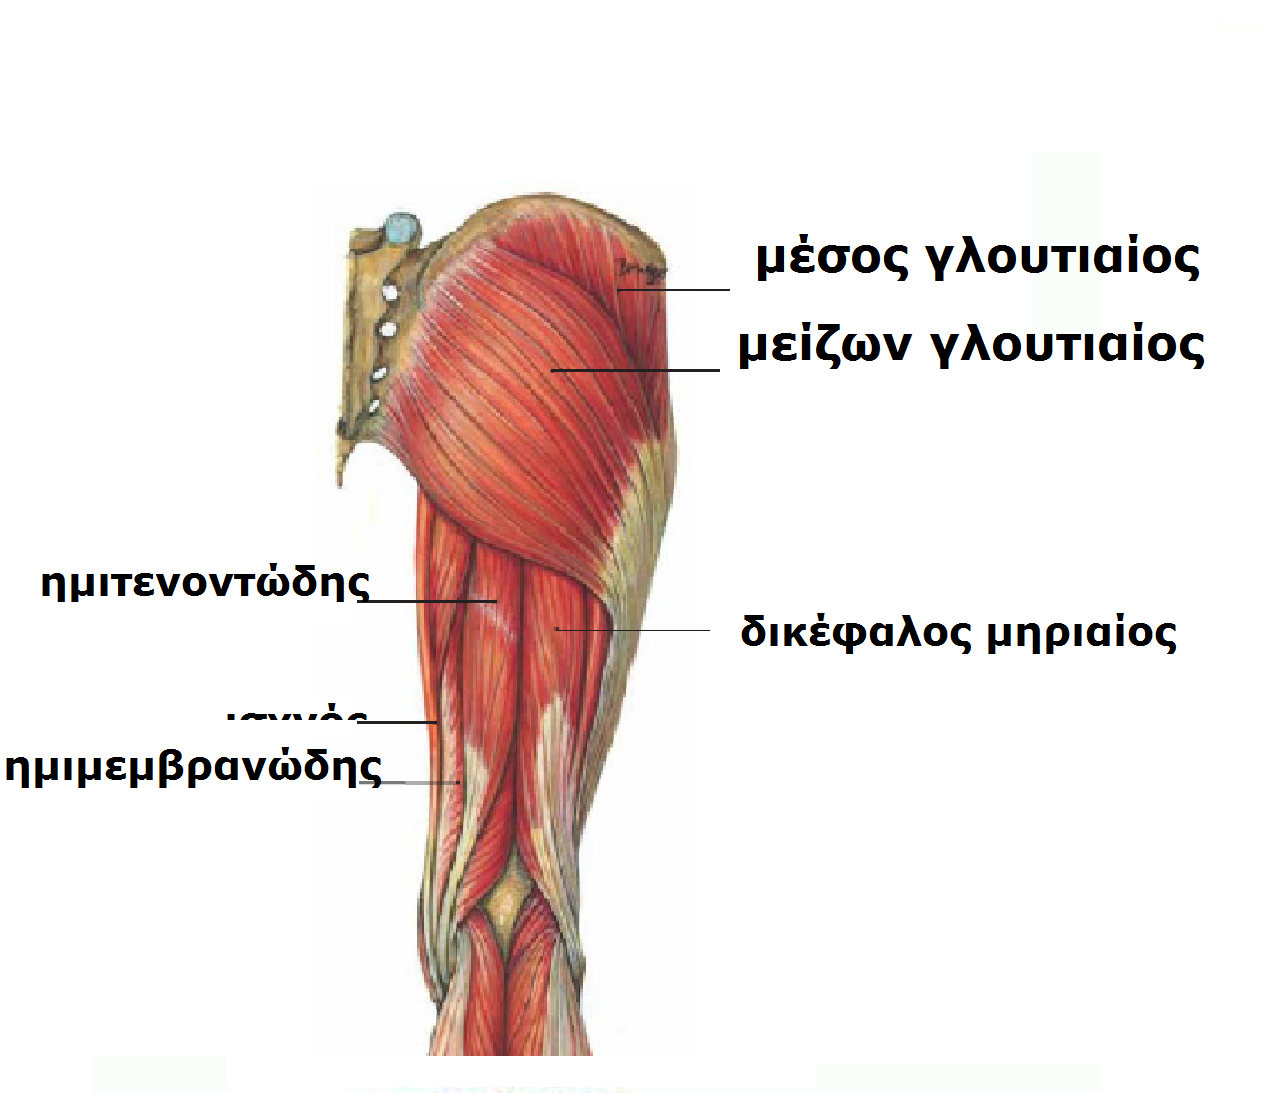 μέσος γλουτιαίος
μείζων γλουτιαίος
ημιτενοντώδης
δικέφαλος μηριαίος
ημιμεμβρανώδης